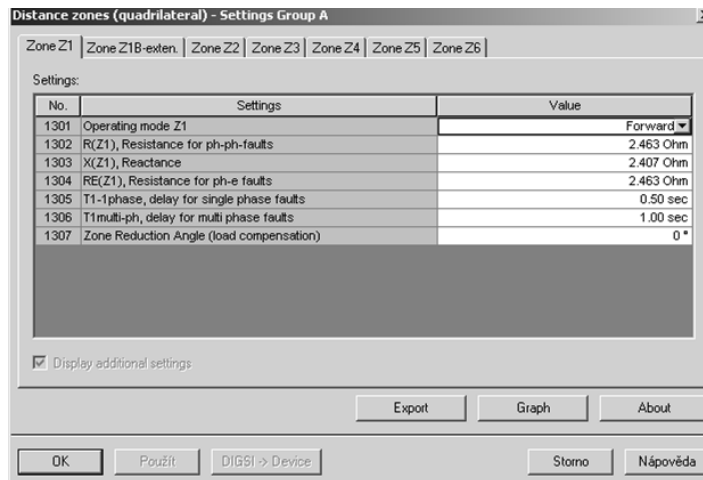 Distance zones (quadrilateral) - Settings Group A
Zone Z1 Zone Z1B-exten. Zone Z2 Zone Z3 Zone Z4 Zone Z5 Zone Z6
Settings:
No. Settings Value
1301 Operating mode Z1 Forward
1302 R(Z1), Resistance for ph-ph-faults 2.463 Ohm
1303 X(Z1), Reactance 2.407 Ohm
1304 RE(Z1), Resistance for ph-e faults 2.463 Ohm
1305 T1-1phase, delay for single phase faults 0.50 sec
1306 T1multi-ph, delay for multi phase faults 1.00 sec
1307 Zone Reduction Angle (load compensation) 0 °
Display additional settings
Export Graph About
OK Použít DIGSI -> Device Storno Nápověda